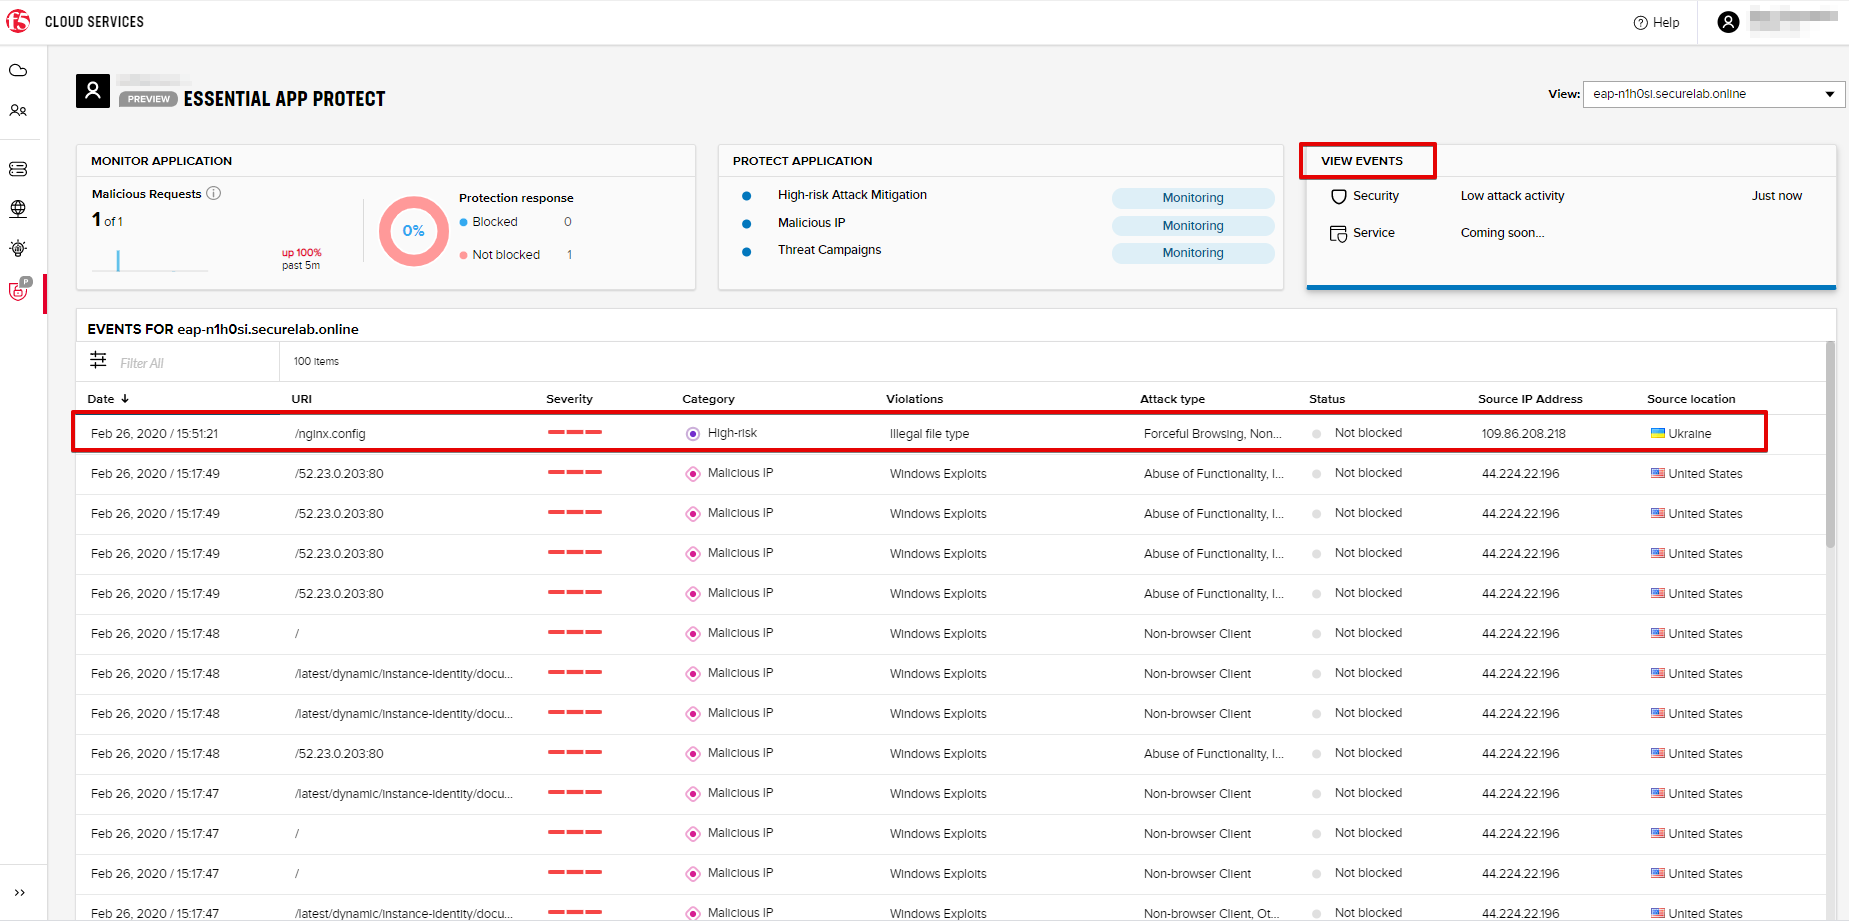 f5 CLOUD SERVICES
Help
PREVIEW ESSENTIAL APP PROTECT
View: eap-n1h0si.securelab.online
MONITOR APPLICATION
Malicious Requests
1 of 1
up 100%
past 5m
0%
Protection response
Blocked 0
Not blocked 1
PROTECT APPLICATION
High-risk Attack Mitigation Monitoring
Malicious IP Monitoring
Threat Campaigns Monitoring
VIEW EVENTS
Security Low attack activity Just now
Service Coming soon...
P
EVENTS FOR eap-n1h0si.securelab.online
Filter All 100 items
Date URI Severity Category Violations Attack type Status Source IP Address Source location
Feb 26, 2020 / 15:51:21 /nginx.config High-risk Illegal file type Forceful Browsing, Non... Not blocked 109.86.208.218 Ukraine
Feb 26, 2020 / 15:17:49 /52.23.0.203:80 Malicious IP Windows Exploits Abuse of Functionality, I... Not blocked 44.224.22.196 United States
Feb 26, 2020 / 15:17:49 /52.23.0.203:80 Malicious IP Windows Exploits Abuse of Functionality, I... Not blocked 44.224.22.196 United States
Feb 26, 2020 / 15:17:49 /52.23.0.203:80 Malicious IP Windows Exploits Abuse of Functionality, I... Not blocked 44.224.22.196 United States
Feb 26, 2020 / 15:17:49 /52.23.0.203:80 Malicious IP Windows Exploits Abuse of Functionality, I... Not blocked 44.224.22.196 United States
Feb 26, 2020 / 15:17:48 / Malicious IP Windows Exploits Non-browser Client Not blocked 44.224.22.196 United States
Feb 26, 2020 / 15:17:48 /latest/dynamic/instance-identity/docu... Malicious IP Windows Exploits Non-browser Client Not blocked 44.224.22.196 United States
Feb 26, 2020 / 15:17:48 /latest/dynamic/instance-identity/docu... Malicious IP Windows Exploits Non-browser Client Not blocked 44.224.22.196 United States
Feb 26, 2020 / 15:17:48 /52.23.0.203:80 Malicious IP Windows Exploits Abuse of Functionality, I... Not blocked 44.224.22.196 United States
Feb 26, 2020 / 15:17:47 /latest/dynamic/instance-identity/docu... Malicious IP Windows Exploits Non-browser Client Not blocked 44.224.22.196 United States
Feb 26, 2020 / 15:17:47 / Malicious IP Windows Exploits Non-browser Client Not blocked 44.224.22.196 United States
Feb 26, 2020 / 15:17:47 / Malicious IP Windows Exploits Non-browser Client Not blocked 44.224.22.196 United States
Feb 26, 2020 / 15:17:47 /latest/dynamic/instance-identity/docu... Malicious IP Windows Exploits Non-browser Client, Ot... Not blocked 44.224.22.196 United States